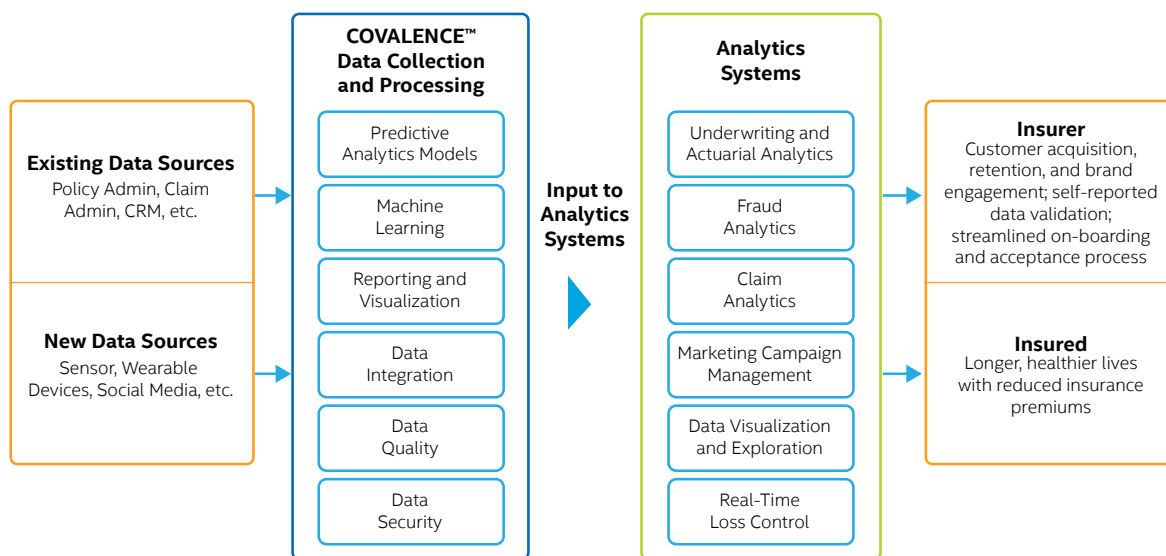 Existing Data Sources
Policy Admin, Claim
Admin, CRM, etc.
New Data Sources
Sensor, Wearable
Devices, Social Media, etc.
COVALENCE™
Data Collection
and Processing
Predictive
Analytics Models
Machine
Learning
Reporting and
Visualization
Data
Integration
Data
Quality
Data
Security
Input to
Analytics
Systems
Analytics
Systems
Underwriting and
Actuarial Analytics
Fraud
Analytics
Claim
Analytics
Marketing Campaign
Management
Data Visualization
and Exploration
Real-Time
Loss Control
Insurer
Customer acquisition,
retention, and brand
engagement; self-reported
data validation;
streamlined on-boarding
and acceptance process
Insured
Longer, healthier lives
with reduced insurance
premiums